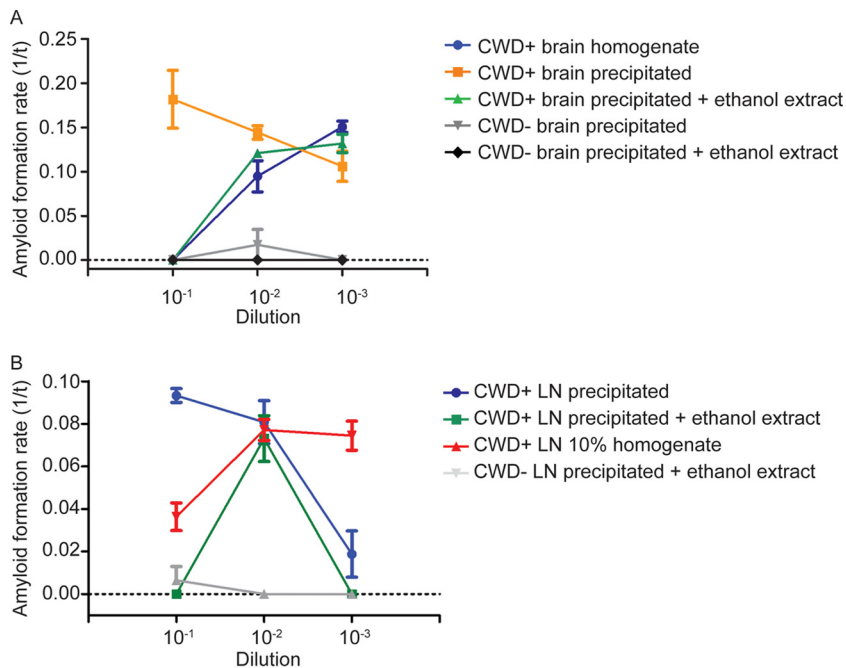 A
Amyloid formation rate (1/t)
0.25
0.20
0.15
0.10
0.05
0.00
10-1
10-2
10-3
Dilution
CWD+ brain homogenate
CWD+ brain precipitated
CWD+ brain precipitated + ethanol extract
CWD- brain precipitated
CWD- brain precipitated + ethanol extract
B
Amyloid formation rate (1/t)
0.10
0.08
0.06
0.04
0.02
0.00
10-1
10-2
10-3
Dilution
CWD+ LN precipitated
CWD+ LN precipitated + ethanol extract
CWD+ LN 10% homogenate
CWD- LN precipitated + ethanol extract